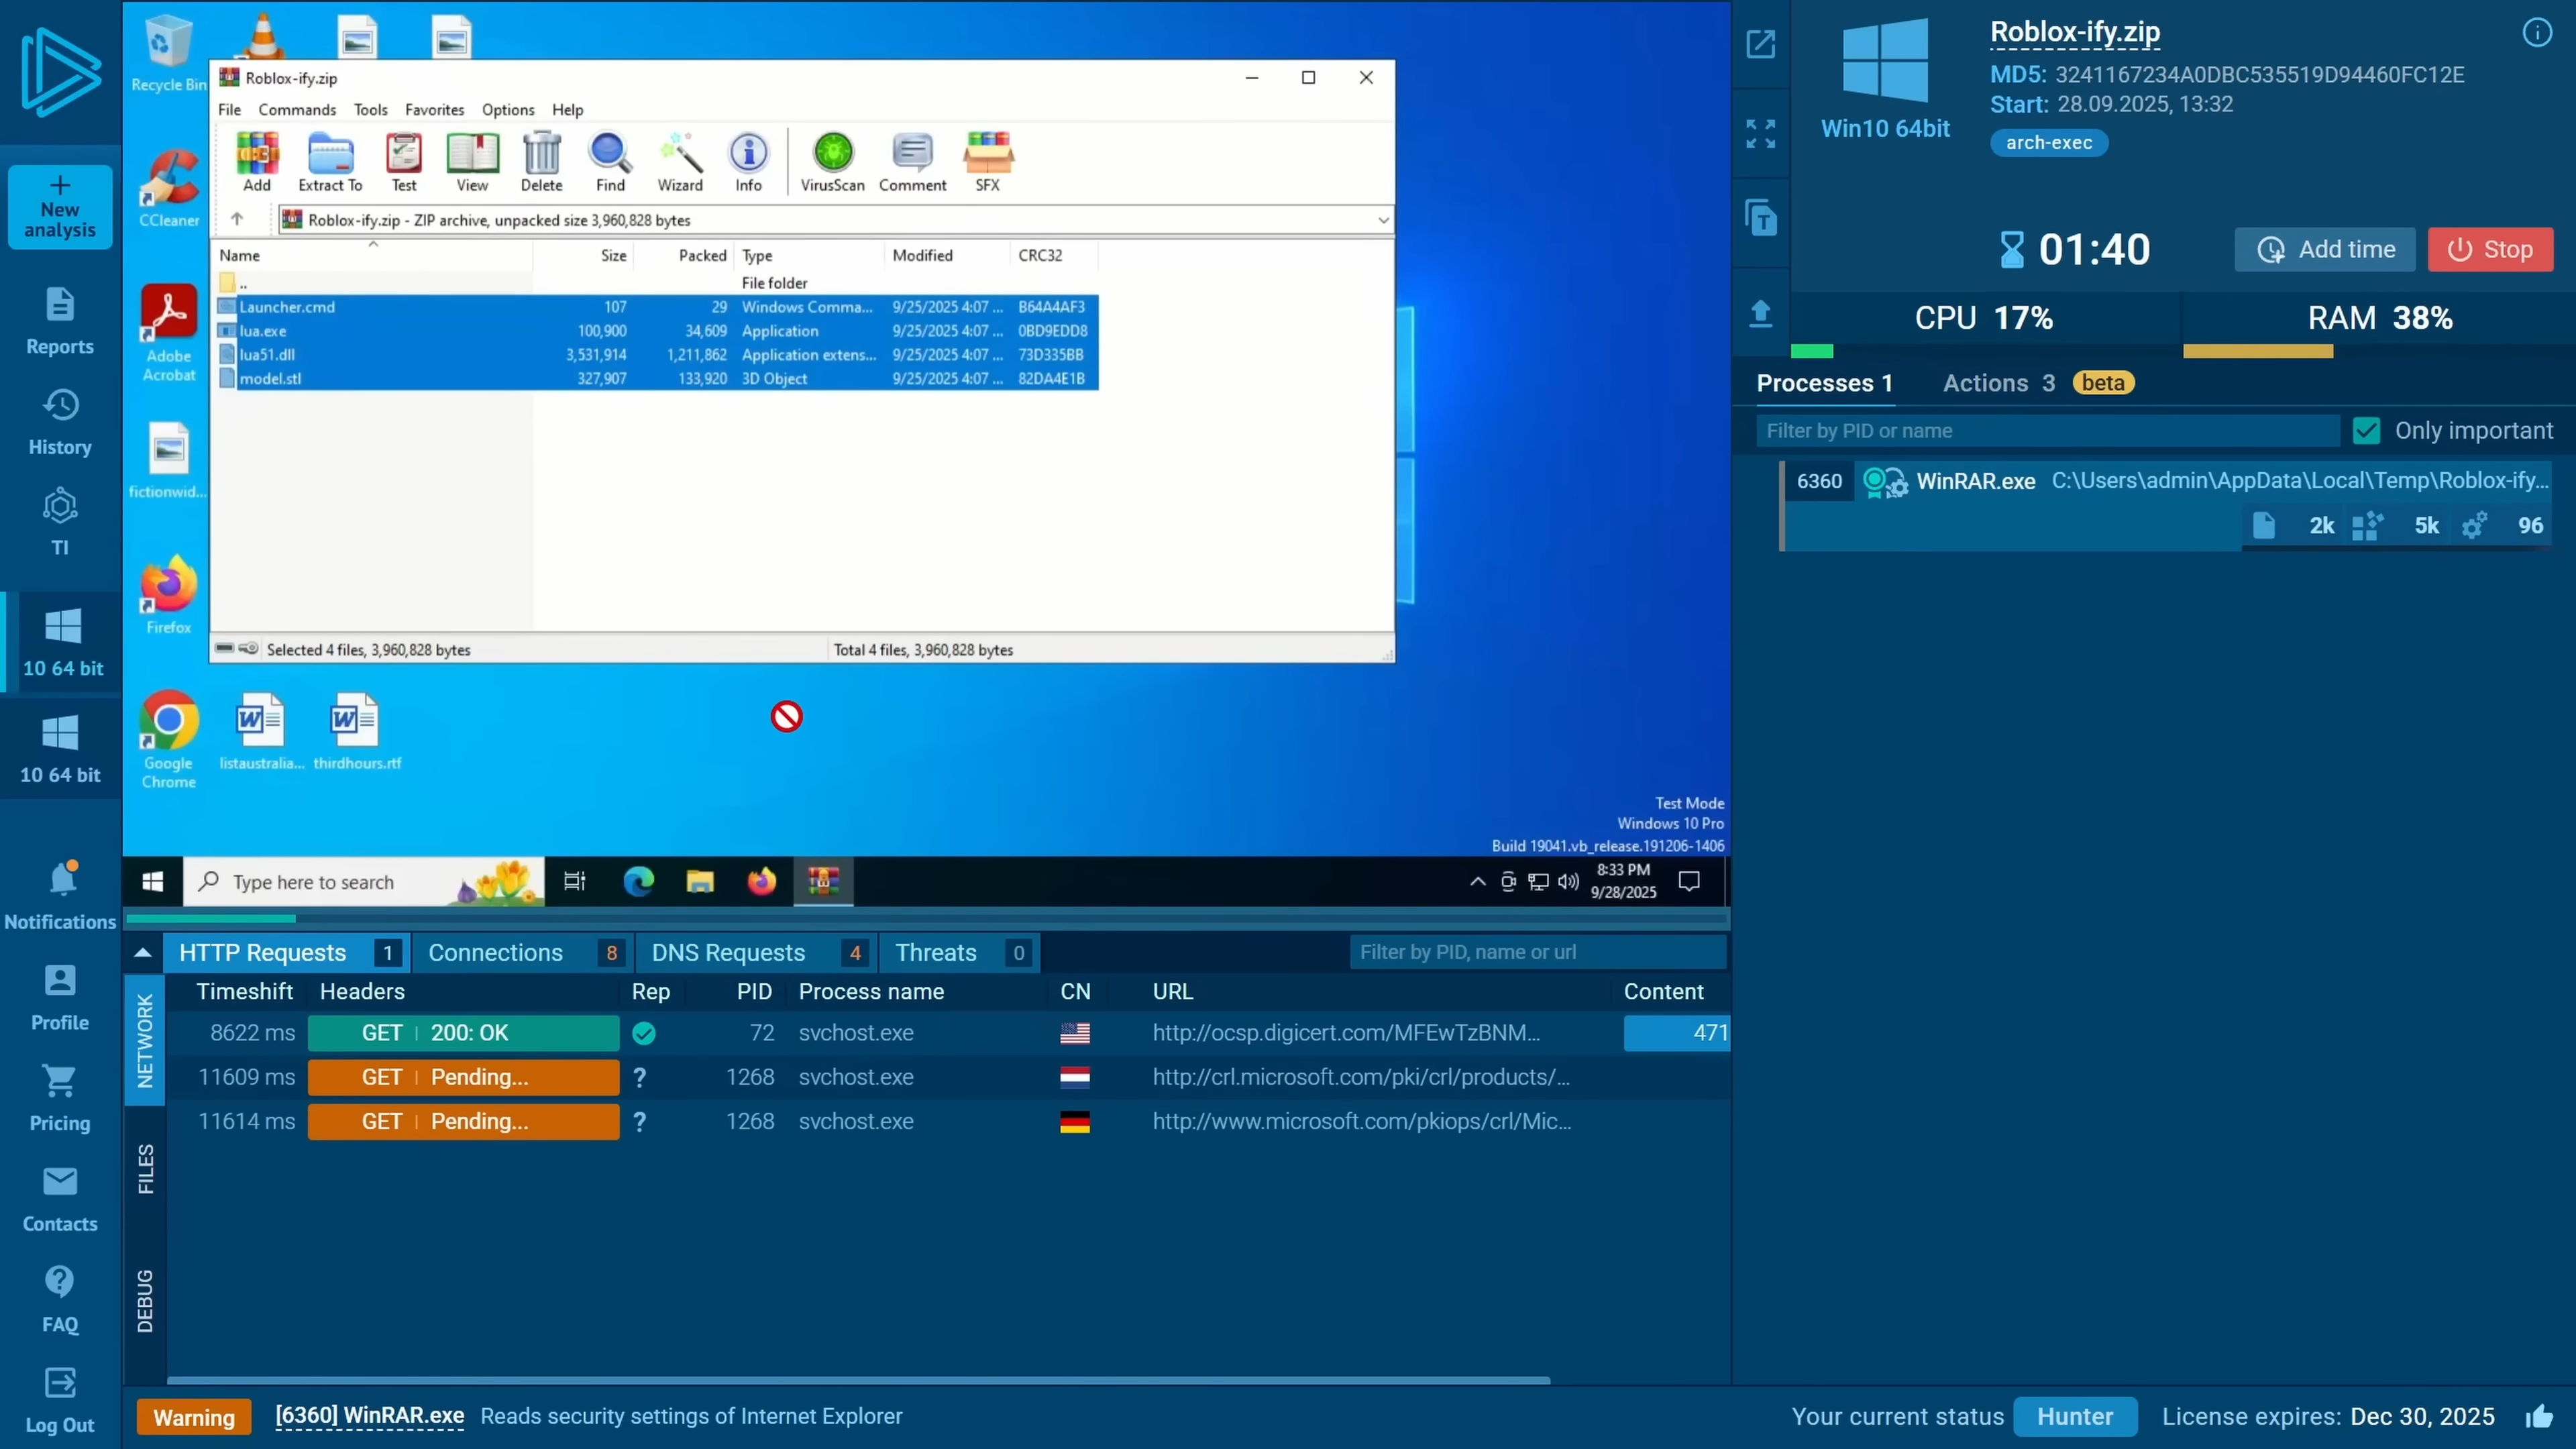 New
analysis
Reports
History
TI
10 64 bit
10 64 bit
Notifications
Profile
Pricing
Contacts
FAQ
Log Out
Recycle Bin
CCleaner
Adobe
Acrobat
fictionwid...
Firefox
Google
Chrome
listaustralia...
thirdhours.rtf
Roblox-ify.zip
File Commands Tools Favorites Options Help
Add Extract To Test View Delete Find Wizard Info VirusScan Comment SFX
Roblox-ify.zip - ZIP archive, unpacked size 3,960,828 bytes
Name Size Packed Type Modified CRC32
.. File folder
Launcher.cmd 107 29 Windows Comma... 9/25/2025 4:07 ... B64A4AF3
lua.exe 100,900 34,609 Application 9/25/2025 4:07 ... 0BD9EDD8
lua51.dll 3,531,914 1,211,862 Application extens... 9/25/2025 4:07 ... 73D335BB
model.stl 327,907 133,920 3D Object 9/25/2025 4:07 ... 82DA4E1B
Selected 4 files, 3,960,828 bytes Total 4 files, 3,960,828 bytes
Test Mode
Windows 10 Pro
Build 19041.vb_release.191206-1406
Type here to search
8:33 PM
9/28/2025
HTTP Requests 1 Connections 8 DNS Requests 4 Threats 0 Filter by PID, name or url
NETWORK
FILES
DEBUG
Timeshift Headers Rep PID Process name CN URL Content
8622 ms GET 200: OK 72 svchost.exe http://ocsp.digicert.com/MFEwTzBNM... 471
11609 ms GET Pending... ? 1268 svchost.exe http://crl.microsoft.com/pki/crl/products/...
11614 ms GET Pending... ? 1268 svchost.exe http://www.microsoft.com/pkiops/crl/Mic...
Warning [6360] WinRAR.exe Reads security settings of Internet Explorer
Win10 64bit
Roblox-ify.zip
MD5: 3241167234A0DBC535519D94460FC12E
Start: 28.09.2025, 13:32
arch-exec
01:40 Add time Stop
CPU 17% RAM 38%
Processes 1 Actions 3 beta
Filter by PID or name Only important
6360 WinRAR.exe C:\Users\admin\AppData\Local\Temp\Roblox-ify...
2k 5k 96
Your current status Hunter License expires: Dec 30, 2025